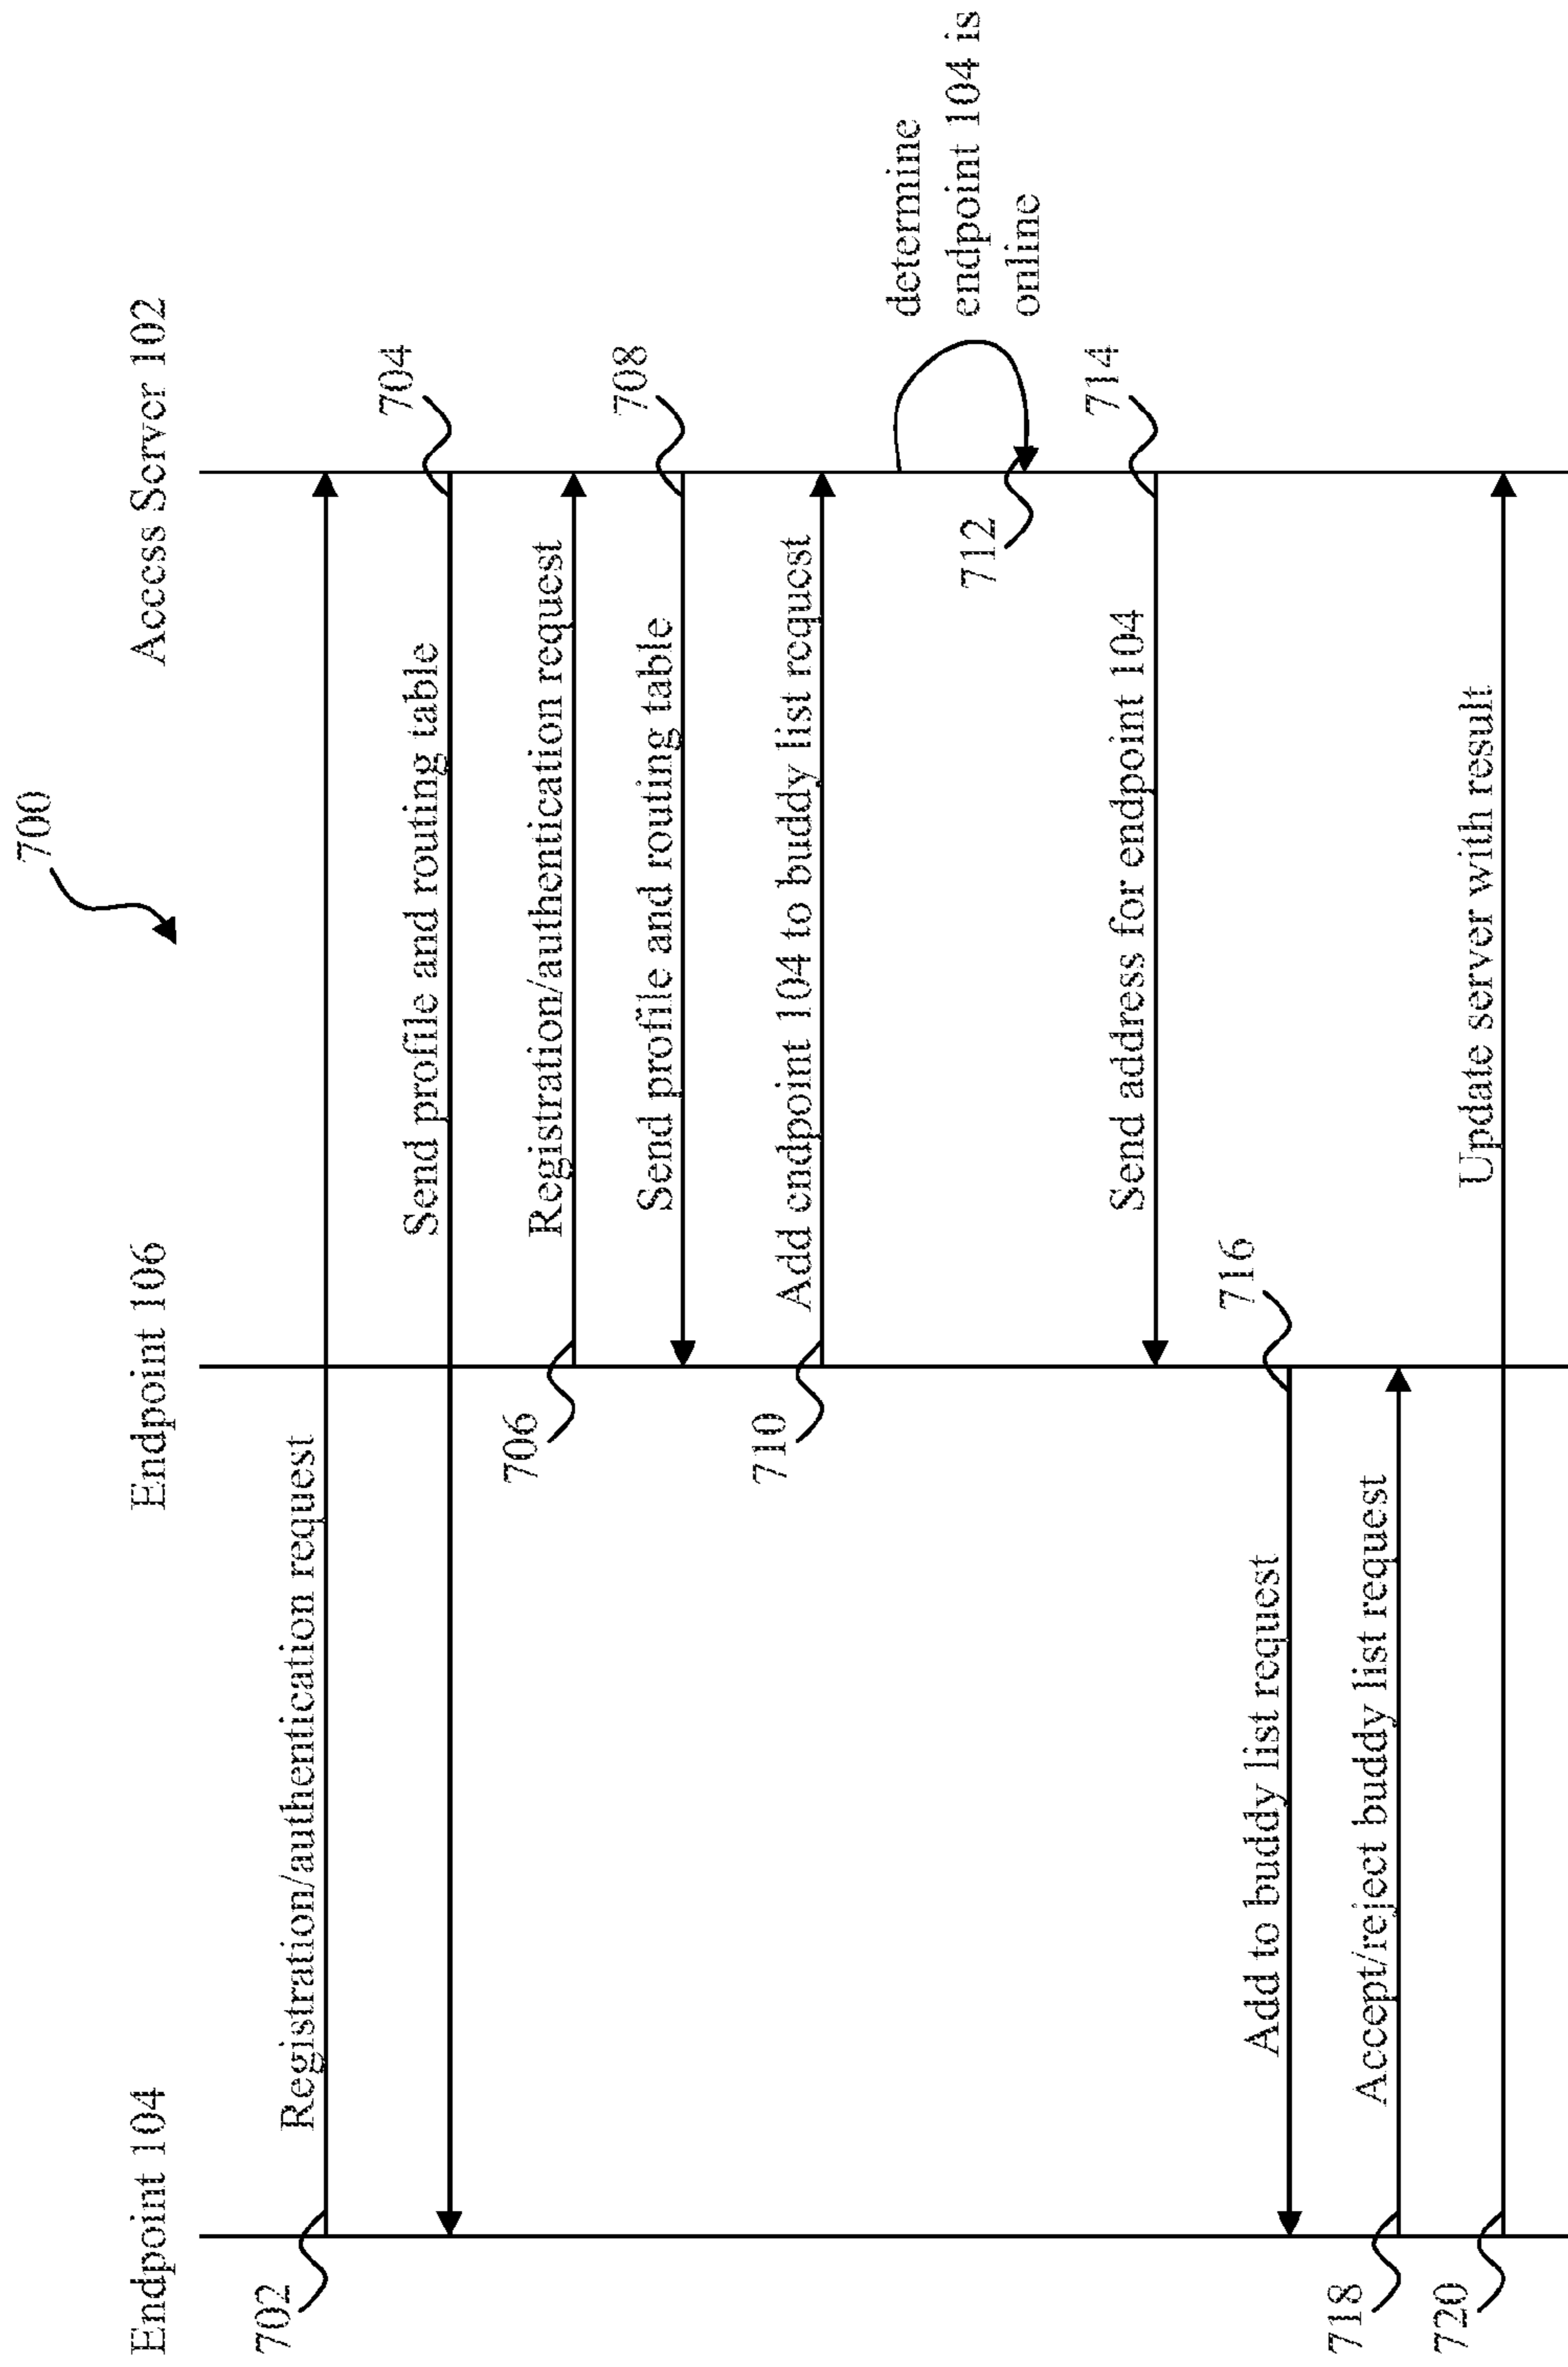 700
Endpoint 104
Endpoint 106
Access Server 102
Registration/authentication request
702
Send profile and routing table
704
Registration/authentication request
706
Send profile and routing table
708
Add endpoint 104 to buddy list request
710
determine
endpoint 104 is
online
712
Send address for endpoint 104
714
Add to buddy list request
716
Accept/reject buddy list request
718
Update server with result
720